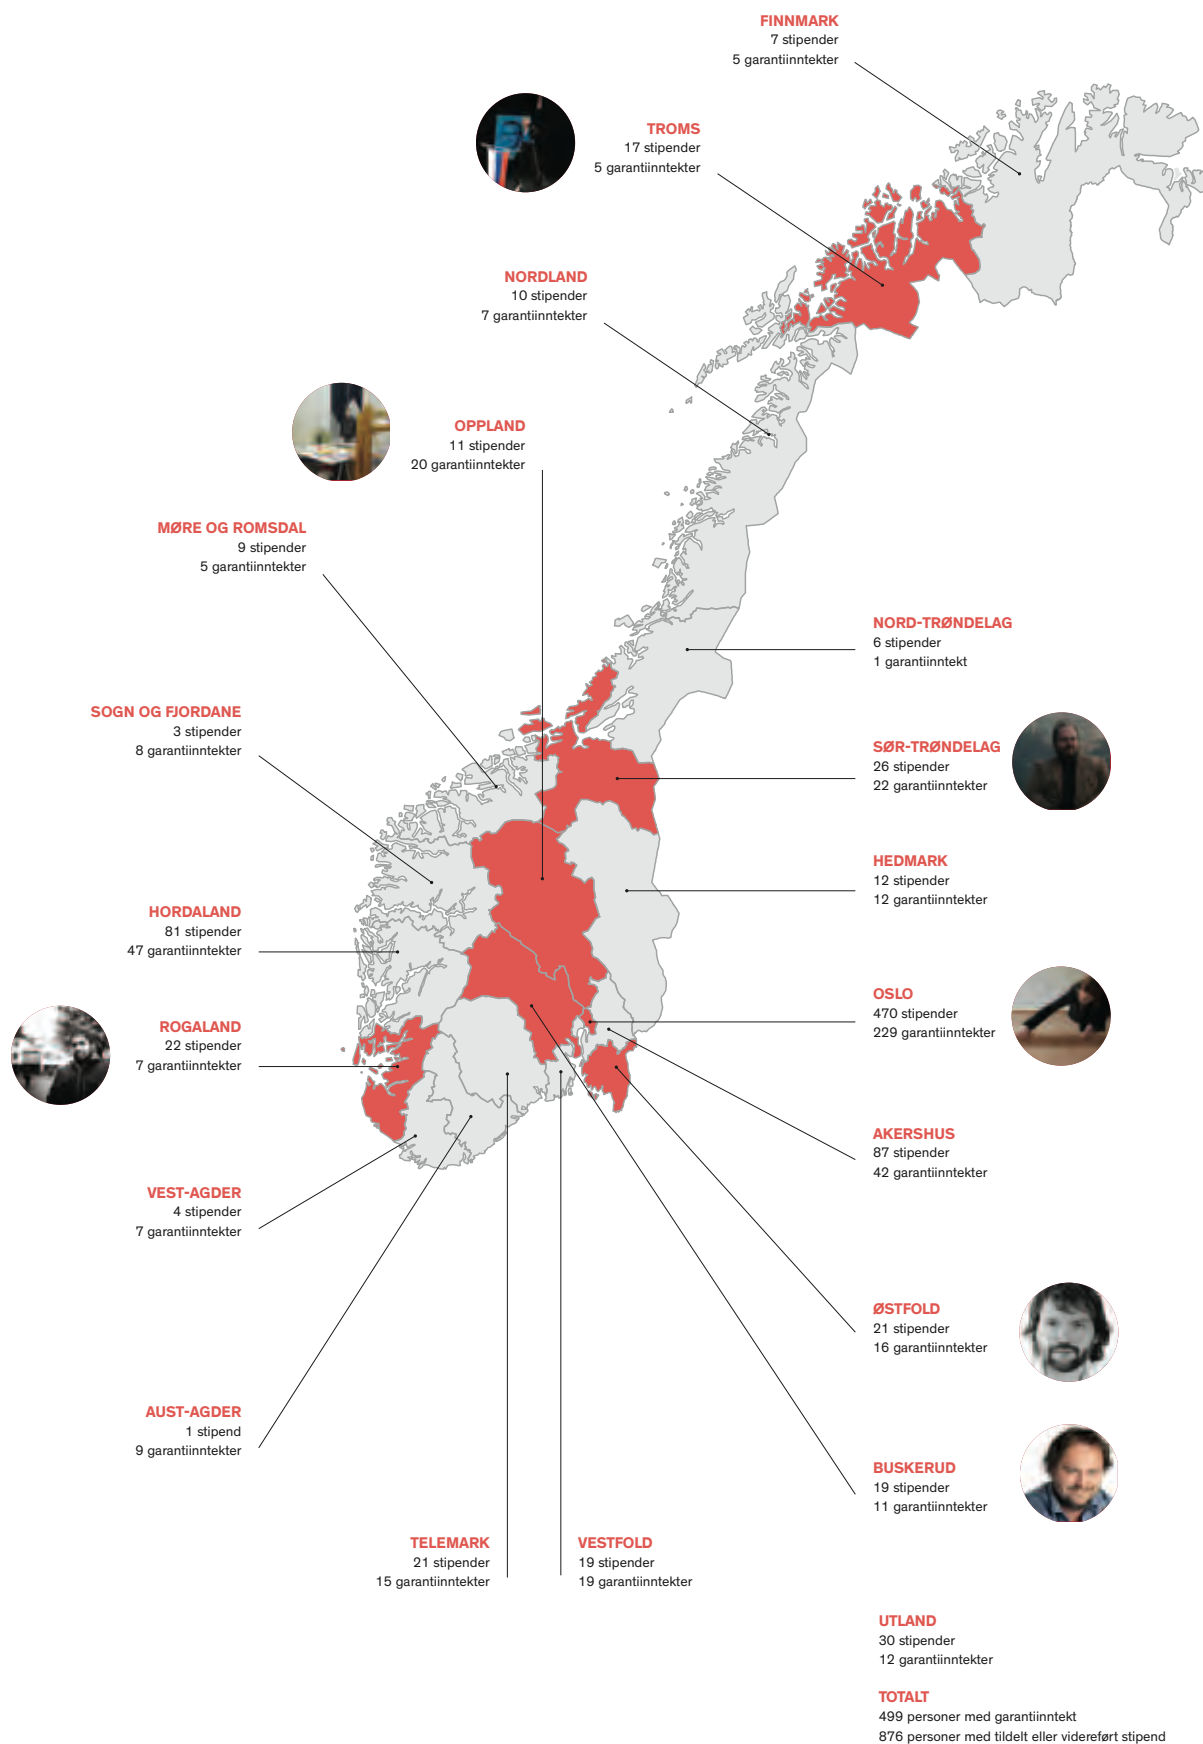 FINNMARK
7 stipender
5 garantiinntekter
TROMS
17 stipender
5 garantiinntekter
NORDLAND
10 stipender
7 garantiinntekter
OPPLAND
11 stipender
20 garantiinntekter
MØRE OG ROMSDAL
9 stipender
5 garantiinntekter
NORD-TRØNDELAG
6 stipender
1 garantiinntekt
SOGN OG FJORDANE
3 stipender
8 garantiinntekter
SØR-TRØNDELAG
26 stipender
22 garantiinntekter
HEDMARK
12 stipender
12 garantiinntekter
HORDALAND
81 stipender
47 garantiinntekter
OSLO
470 stipender
229 garantiinntekter
ROGALAND
22 stipender
7 garantiinntekter
AKERSHUS
87 stipender
42 garantiinntekter
VEST-AGDER
4 stipender
7 garantiinntekter
ØSTFOLD
21 stipender
16 garantiinntekter
AUST-AGDER
1 stipend
9 garantiinntekter
BUSKERUD
19 stipender
11 garantiinntekter
TELEMARK
21 stipender
15 garantiinntekter
VESTFOLD
19 stipender
19 garantiinntekter
UTLAND
30 stipender
12 garantiinntekter
TOTALT
499 personer med garantiinntekt
876 personer med tildelt eller videreført stipend